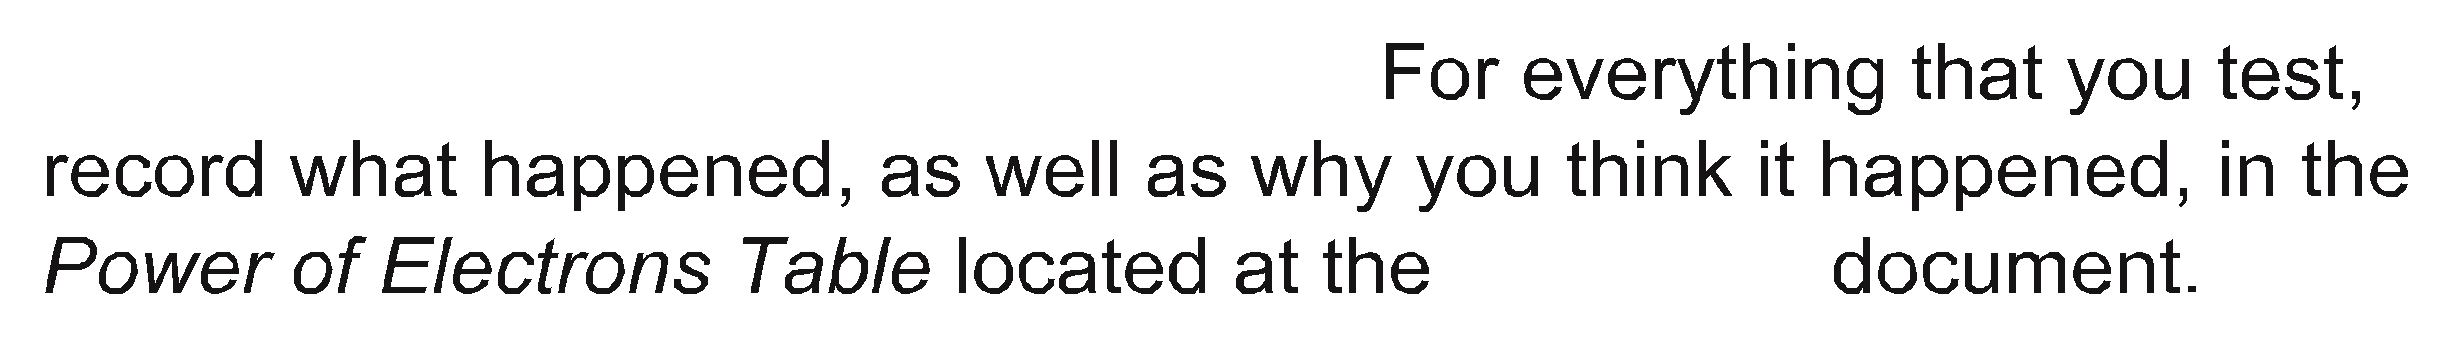 For everything that you test,
record what happened, as well as why you think it happened, in the
Power of Electrons Table located at the document.